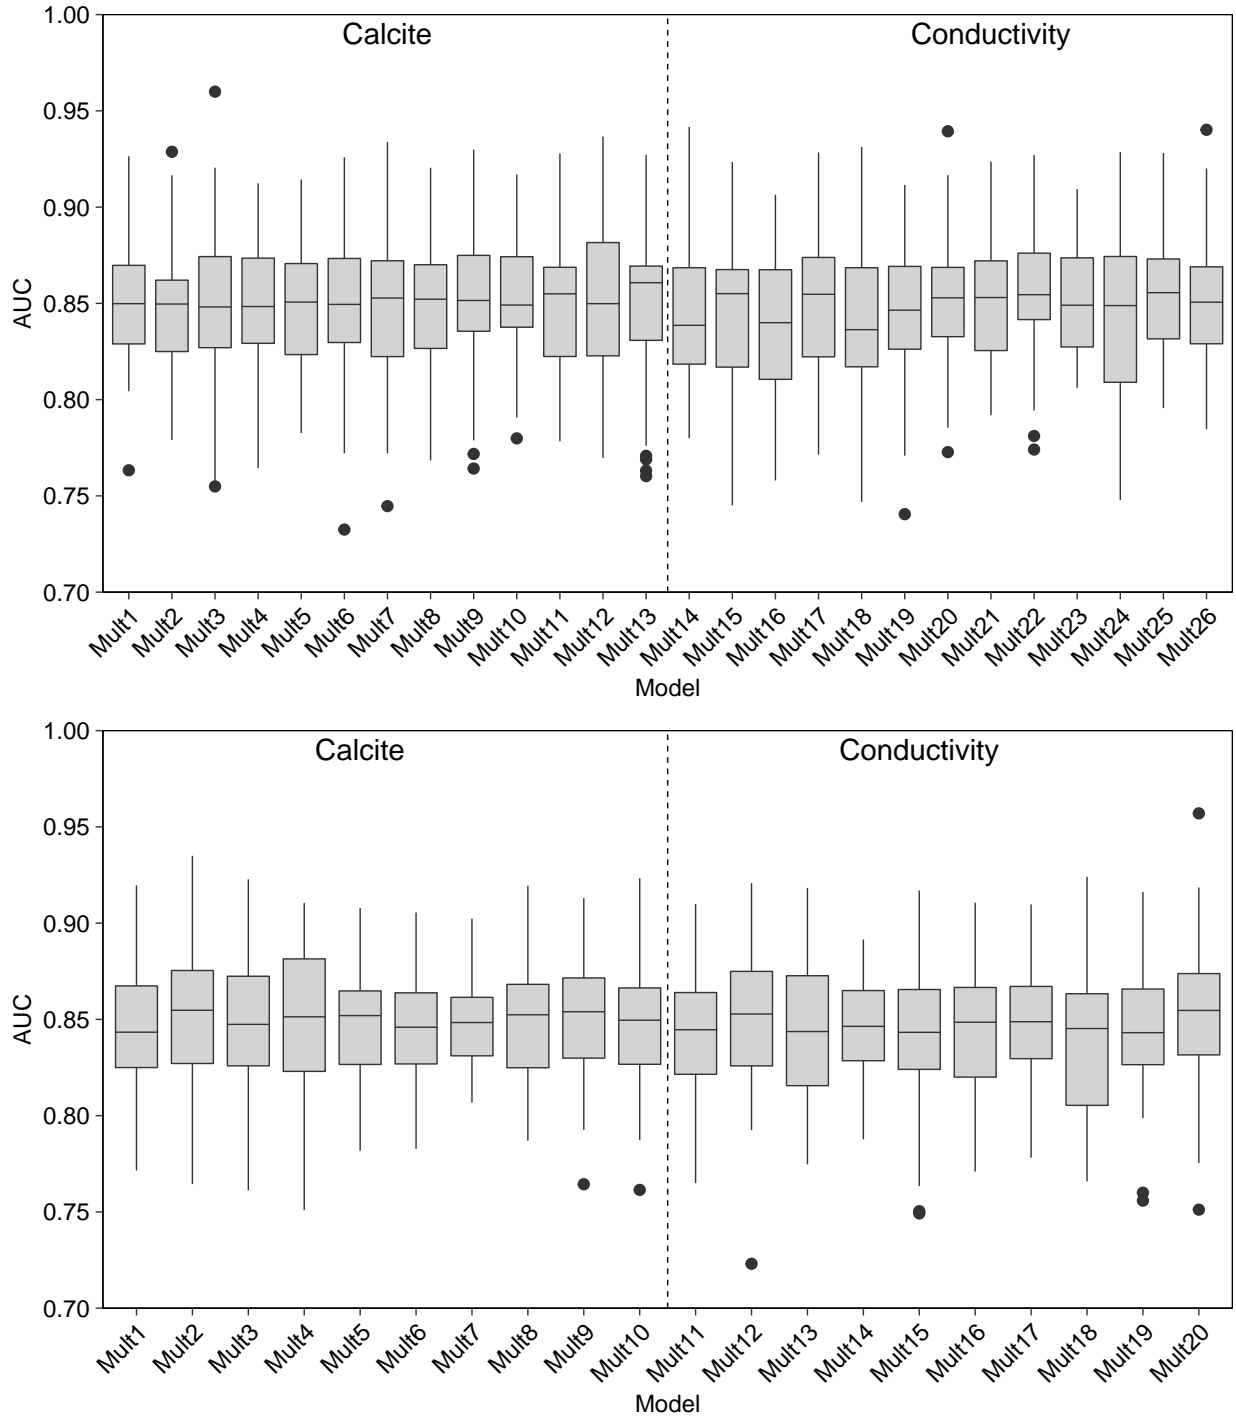 1.00
0.95
0.90
0.85
0.80
0.75
0.70
AUC
Calcite
Conductivity
Mult1
Mult2
Mult3
Mult4
Mult5
Mult6
Mult7
Mult8
Mult9
Mult10
Mult11
Mult12
Mult13
Mult14
Mult15
Mult16
Mult17
Mult18
Mult19
Mult20
Mult21
Mult22
Mult23
Mult24
Mult25
Mult26
Model
1.00
0.95
0.90
0.85
0.80
0.75
0.70
AUC
Calcite
Conductivity
Mult1
Mult2
Mult3
Mult4
Mult5
Mult6
Mult7
Mult8
Mult9
Mult10
Mult11
Mult12
Mult13
Mult14
Mult15
Mult16
Mult17
Mult18
Mult19
Mult20
Model